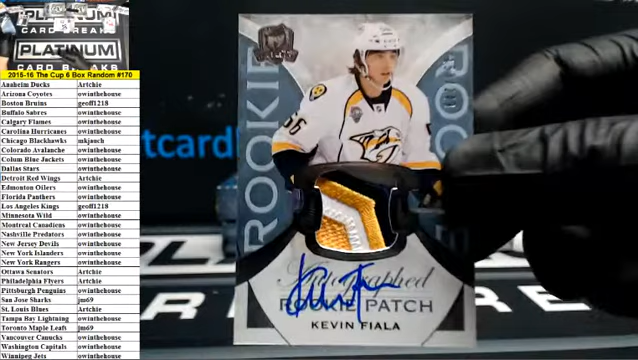 PLATINUM
CARD BREAKS
PLATINUM
CARD B EAKB
2015-16 The Cup 6 Box Random #170
Anaheim Ducks Artchie
Arizona Coyotes owinthehouse
Boston Bruins geoff1218
Buffalo Sabres owinthehouse
Calgary Flames owinthehouse
Carolina Hurricanes owinthehouse
Chicago Blackhawks
Colorado Avalanche owinthehouse
Colum Blue Jackets owinthehouse
Dallas Stars owinthehouse
Detroit Red Wings Artchie
Edmonton Oilers owinthehouse
Florida Panthers owinthehouse
Los Angeles Kings geoff1218
Minnesota Wild owinthehouse
Montreal Canadiens owinthehouse
Nashville Predators owinthehouse
New Jersey Devils owinthehouse
New York Islanders owinthehouse
New York Rangers owinthehouse
Ottawa Senators Artchie
Philadelphia Flyers Artchie
Pittsburgh Penguins owinthehouse
San Jose Sharks jm69
St. Louis Blues Artchie
Tampa Bay Lightning owinthehouse
Toronto Maple Leafs jm69
Vancouver Canucks owinthehouse
Washington Capitals owinthehouse
Winnipeg Jets owinthehouse
tcard
ROOKIE
56
Autographed
ROOKIE PATCH
KEVIN FIALA